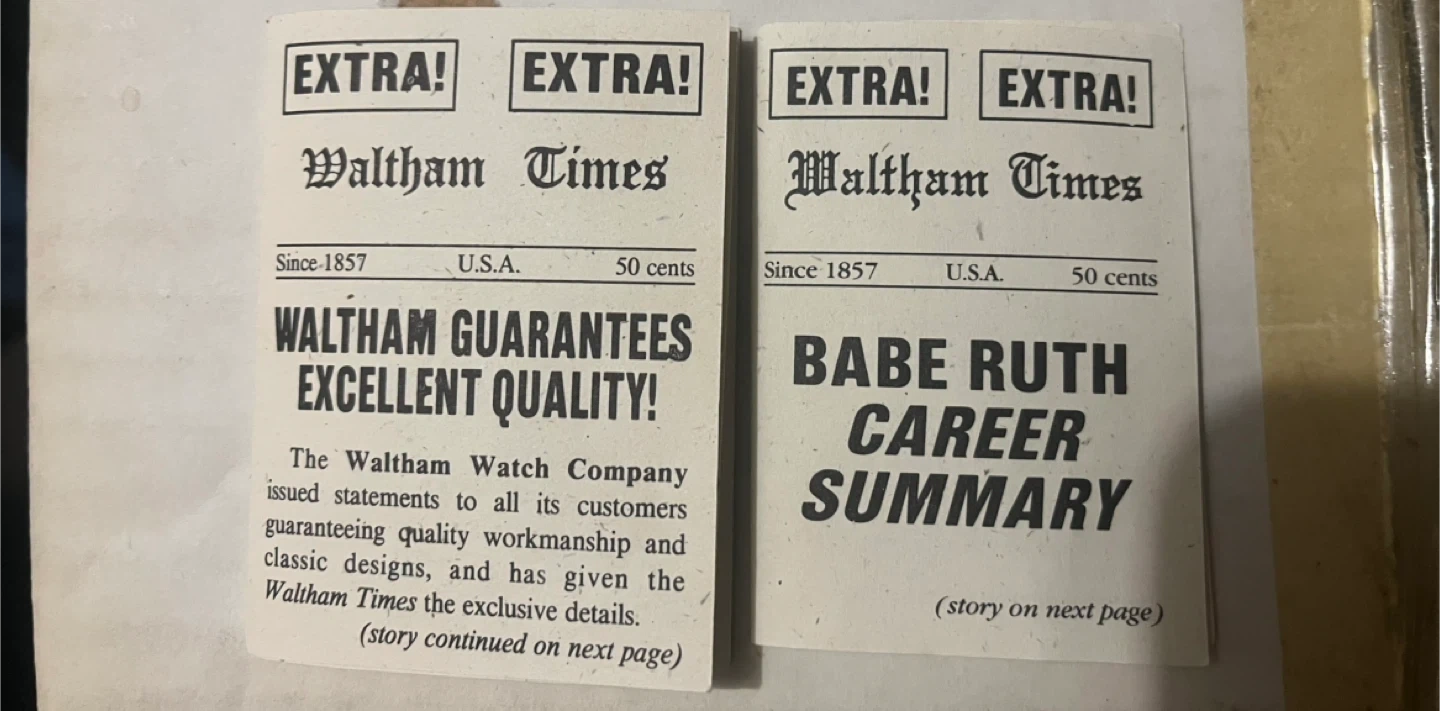 EXTRA! EXTRA!
Waltham Times
Since 1857 U.S.A. 50 cents
WALTHAM GUARANTEES
EXCELLENT QUALITY!
The Waltham Watch Company
issued statements to all its customers
guaranteeing quality workmanship and
classic designs, and has given the
Waltham Times the exclusive details.
(story continued on next page)
EXTRA! EXTRA!
Waltham Times
Since 1857 U.S.A. 50 cents
BABE RUTH
CAREER
SUMMARY
(story on next page)